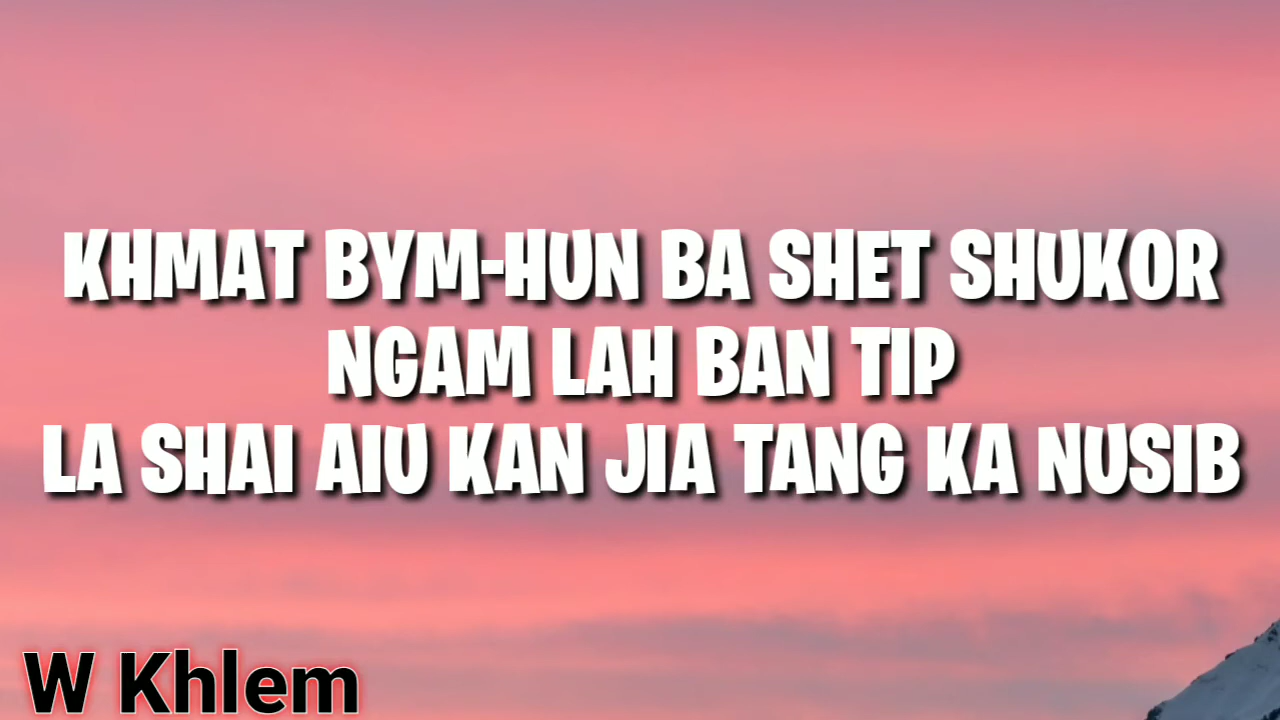 KHMAT BYM-HUN BA SHET SHUKOR
NGAM LAH BAN TIP
LA SHAI AIU KAN JIA TANG KA NUSIB
W Khlem